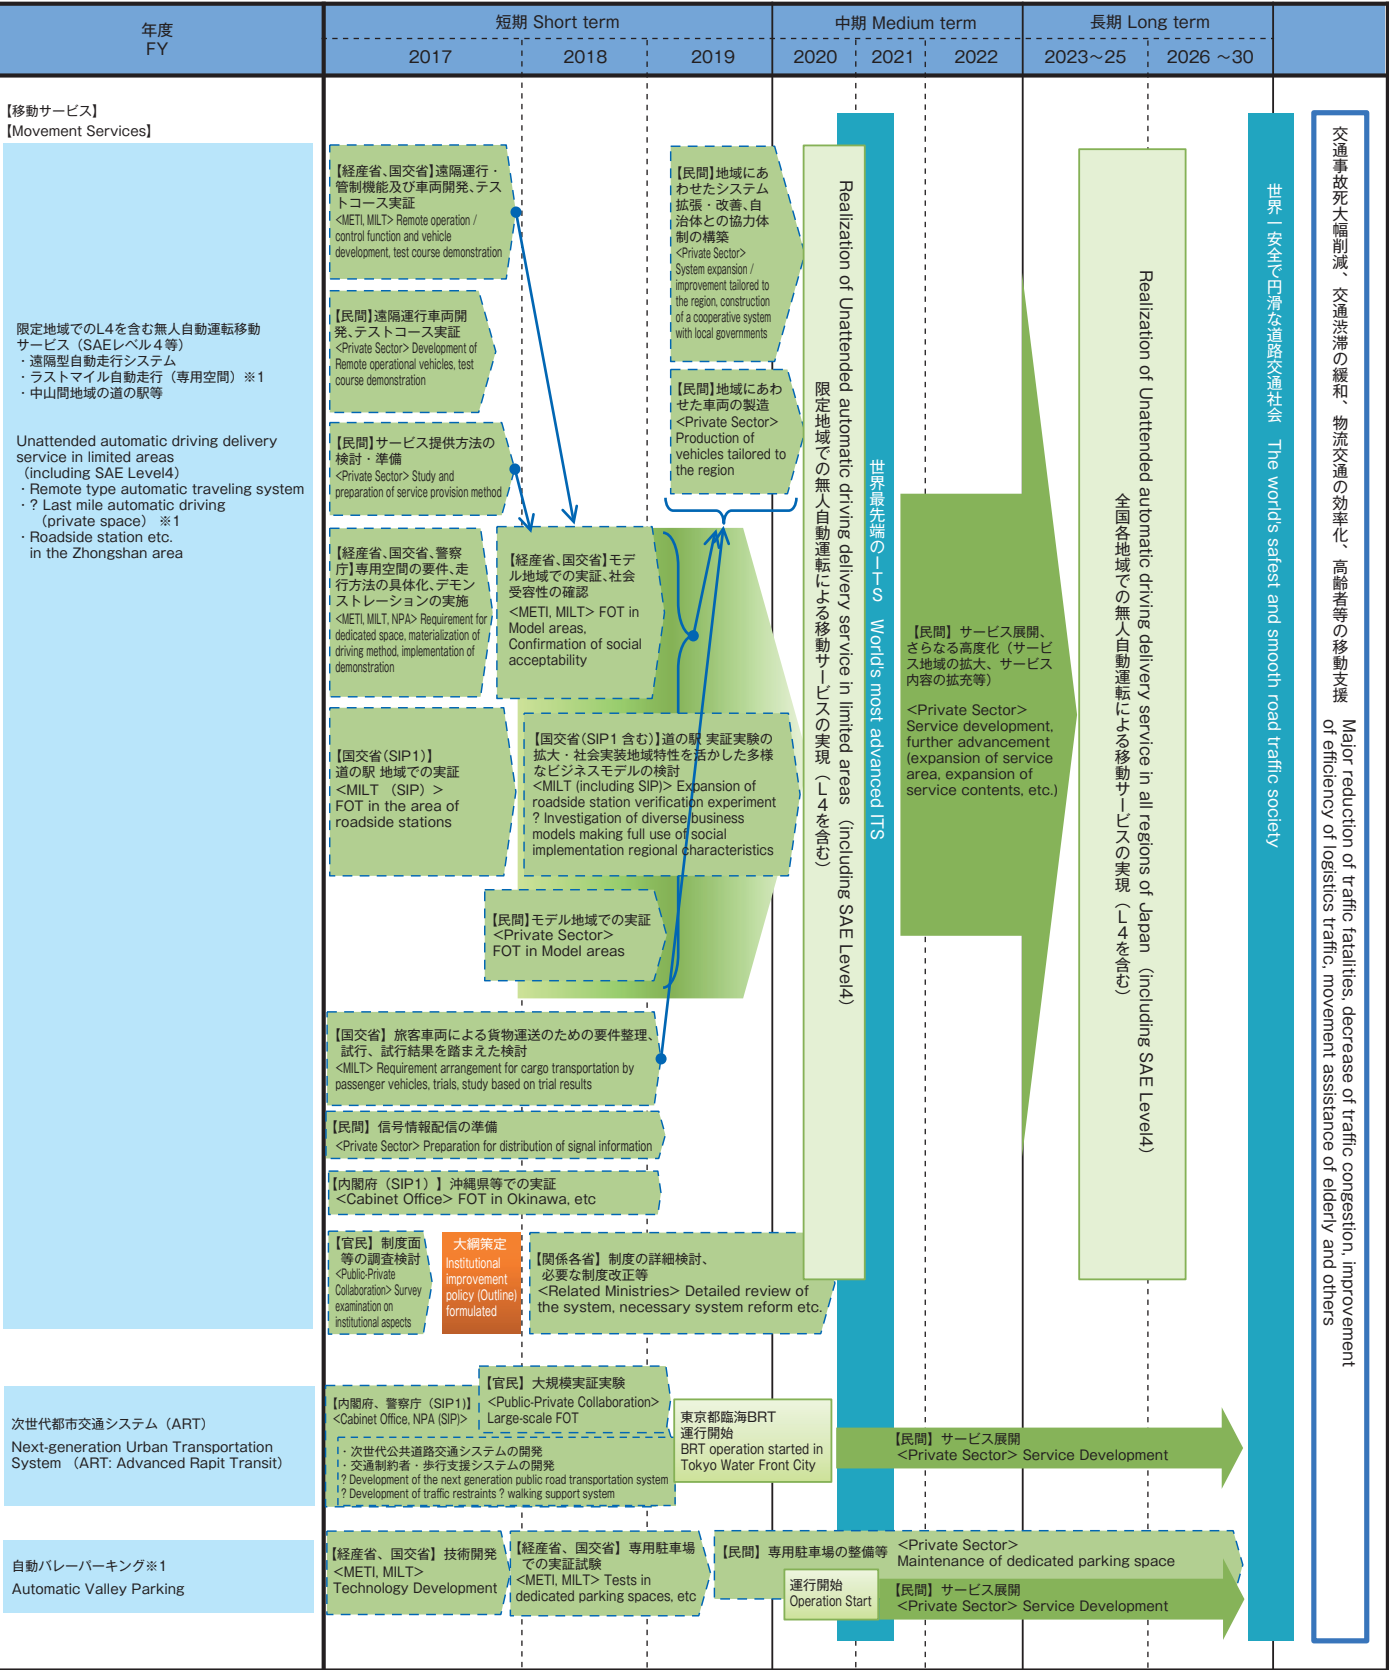 年度
FY
短期 Short term
中期 Medium term
長期 Long term
2017
2018
2019
2020
2021
2022
2023～25
2026 ～30
【移動サービス】
【Movement Services】
限定地域でのL4を含む無人自動運転移動
サービス（SAEレベル４等）
・遠隔型自動走行システム
・ラストマイル自動走行（専用空間）※1
・中山間地域の道の駅等
Unattended automatic driving delivery
service in limited areas
(including SAE Level4)
・Remote type automatic traveling system
・? Last mile automatic driving
(private space) ※1
・Roadside station etc.
in the Zhongshan area
【経産省、国交省】遠隔運行・
管制機能及び車両開発、テス
トコース実証
<METI, MILT> Remote operation /
control function and vehicle
development, test course demonstration
【民間】遠隔運行車両開
発、テストコース実証
<Private Sector> Development of
Remote operational vehicles, test
course demonstration
【民間】サービス提供方法の
検討・準備
<Private Sector> Study and
preparation of service provision method
【経産省、国交省、警察
庁】専用空間の要件、走
行方法の具体化、デモン
ストレーションの実施
<METI, MILT, NPA> Requirement for
dedicated space, materialization of
driving method, implementation of
demonstration
【経産省、国交省】モデ
ル地域での実証、社会
受容性の確認
<METI, MILT> FOT in
Model areas,
Confirmation of social
acceptability
【民間】地域にあ
わせたシステム
拡張・改善、自
治体との協力体
制の構築
<Private Sector>
System expansion /
improvement tailored to
the region, construction
of a cooperative system
with local governments
【民間】地域にあわ
せた車両の製造
<Private Sector>
Production of
vehicles tailored to
the region
【国交省(SIP1)】
道の駅 地域での実証
<MILT （SIP）>
FOT in the area of
roadside stations
【国交省(SIP1 含む)】道の駅 実証実験の
拡大・社会実装地域特性を活かした多様
なビジネスモデルの検討
<MILT (including SIP)> Expansion of
roadside station verification experiment
? Investigation of diverse business
models making full use of social
implementation regional characteristics
【民間】モデル地域での実証
<Private Sector>
FOT in Model areas
【国交省】旅客車両による貨物運送のための要件整理、
試行、試行結果を踏まえた検討
<MILT> Requirement arrangement for cargo transportation by
passenger vehicles, trials, study based on trial results
【民間】信号情報配信の準備
<Private Sector> Preparation for distribution of signal information
【内閣府（SIP1）】沖縄県等での実証
<Cabinet Office> FOT in Okinawa, etc
【官民】制度面
等の調査検討
<Public-Private
Collaboration> Survey
examination on
institutional aspects
大綱策定
Institutional
improvement
policy (Outline)
formulated
【関係各省】制度の詳細検討、
必要な制度改正等
<Related Ministries> Detailed review of
the system, necessary system reform etc.
Realization of Unattended automatic driving delivery service in limited areas (including SAE Level4)
限定地域での無人自動運転による移動サービスの実現（Ｌ４を含む）
世界最先端のＩＴＳ World's most advanced ITS
【民間】サービス展開、
さらなる高度化（サービ
ス地域の拡大、サービス
内容の拡充等）
<Private Sector>
Service development,
further advancement
(expansion of service
area, expansion of
service contents, etc.)
Realization of Unattended automatic driving delivery service in all regions of Japan (including SAE Level4)
全国各地域での無人自動運転による移動サービスの実現（Ｌ４を含む）
世界一安全で円滑な道路交通社会 The world's safest and smooth road traffic society
交通事故死大幅削減、交通渋滞の緩和、物流交通の効率化、高齢者等の移動支援
Major reduction of traffic fatalities, decrease of traffic congestion, improvement
of efficiency of logistics traffic, movement assistance of elderly and others
次世代都市交通システム（ART）
Next-generation Urban Transportation
System （ART: Advanced Rapit Transit）
【内閣府、警察庁（SIP1)】
<Cabinet Office, NPA (SIP)>
【官民】大規模実証実験
<Public-Private Collaboration>
Large-scale FOT
・次世代公共道路交通システムの開発
・交通制約者・歩行支援システムの開発
? Development of the next generation public road transportation system
? Development of traffic restraints ? walking support system
東京都臨海BRT
運行開始
BRT operation started in
Tokyo Water Front City
【民間】サービス展開
<Private Sector> Service Development
自動バレーパーキング※1
Automatic Valley Parking
【経産省、国交省】技術開発
<METI, MILT>
Technology Development
【経産省、国交省】専用駐車場
での実証試験
<METI, MILT> Tests in
dedicated parking spaces, etc
【民間】専用駐車場の整備等
<Private Sector>
Maintenance of dedicated parking space
運行開始
Operation Start
【民間】サービス展開
<Private Sector> Service Development